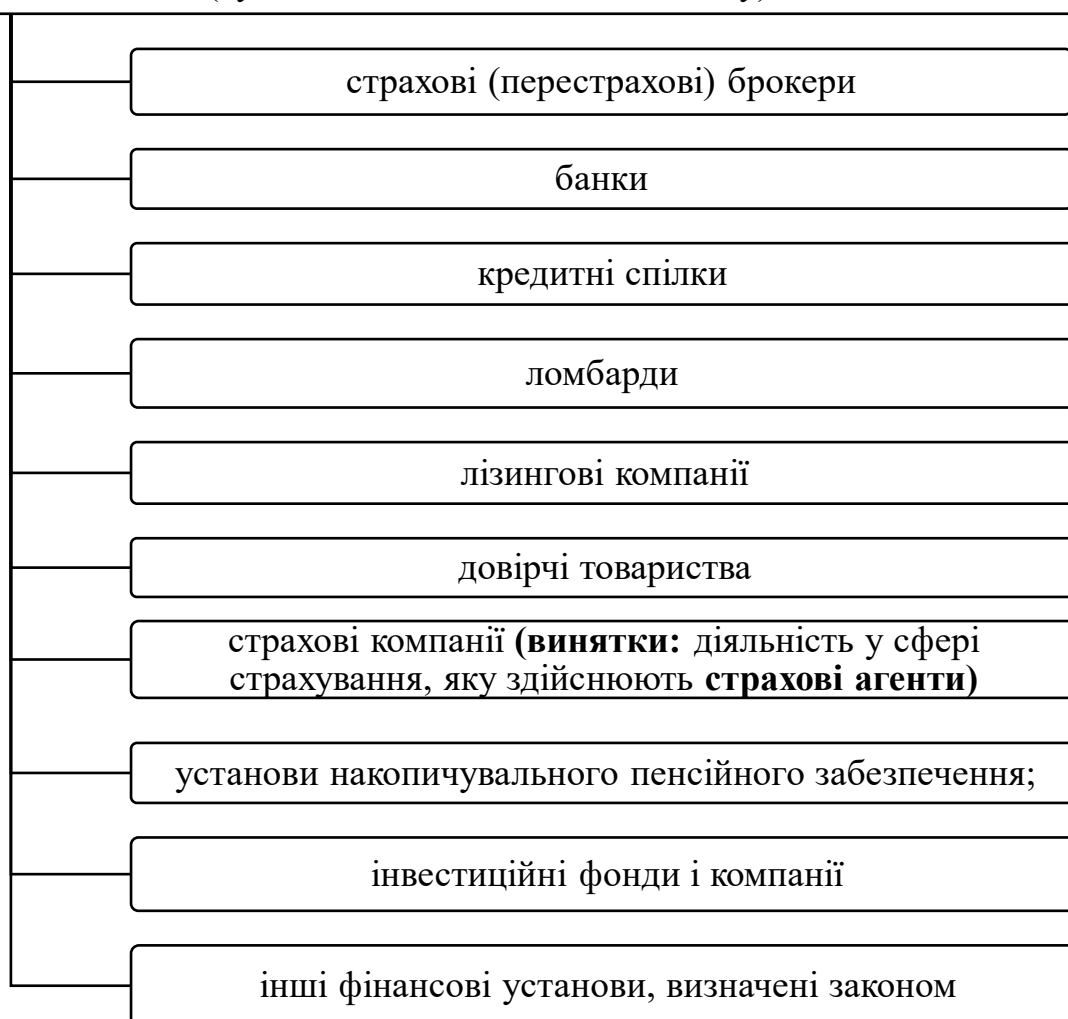 страхові (перестрахові) брокери
банки
кредитні спілки
ломбарди
лізингові компанії
довірчі товариства
страхові компанії (винятки: діяльність у сфері
страхування, яку здійснюють страхові агенти)
установи накопичувального пенсійного забезпечення;
інвестиційні фонди і компанії
інші фінансові установи, визначені законом